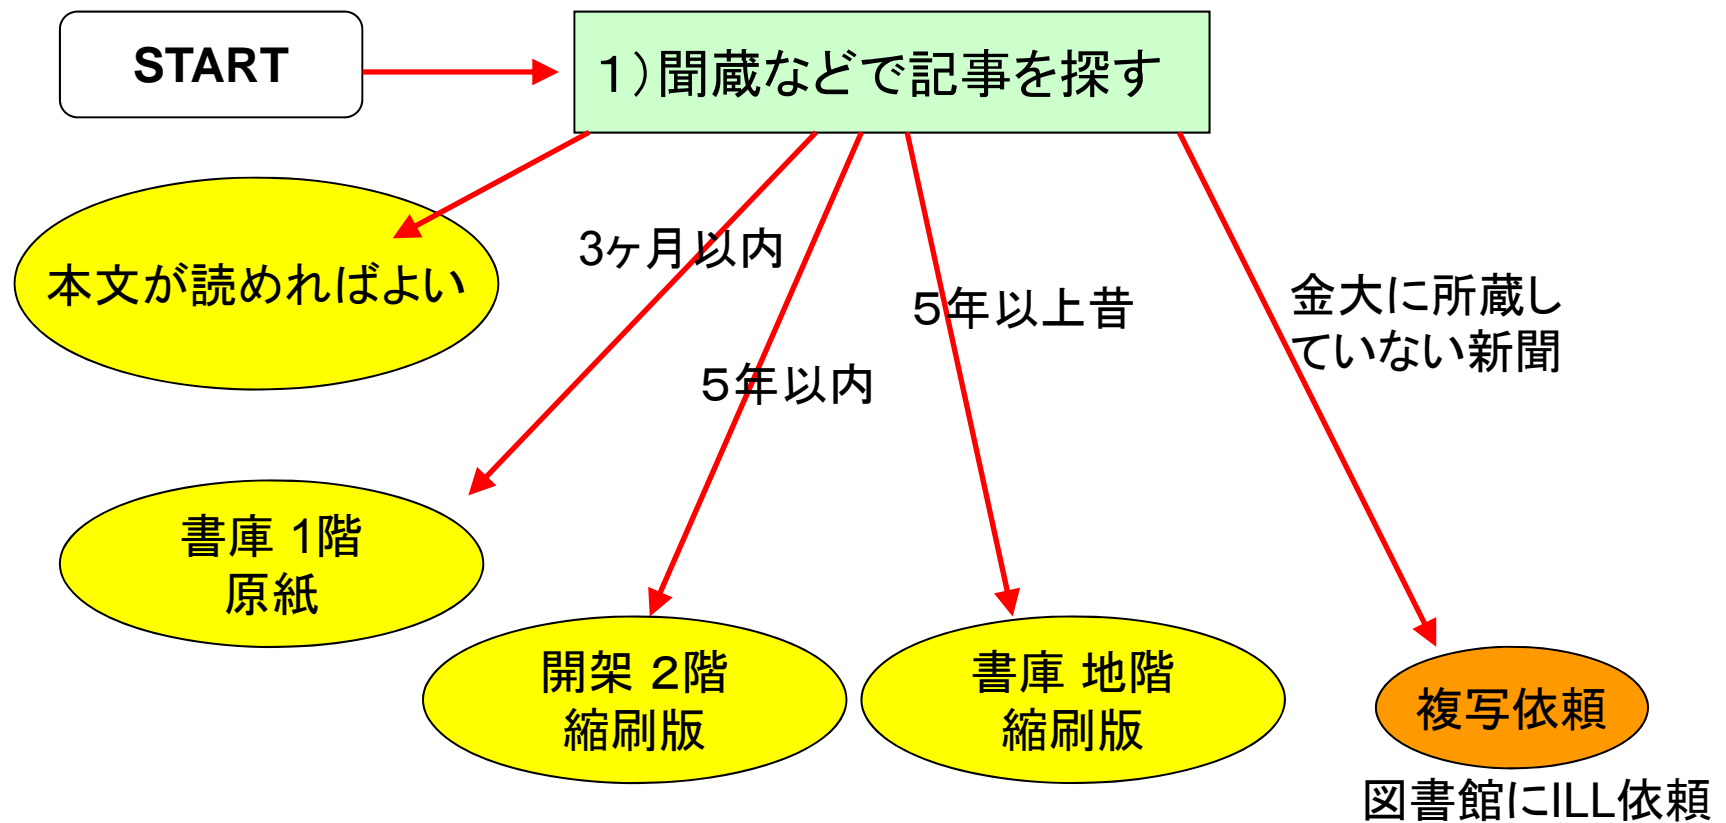 START
１）聞蔵などで記事を探す
本文が読めればよい
3ヶ月以内
５年以内
５年以上昔
金大に所蔵し
ていない新聞
書庫 1階
原紙
開架 ２階
縮刷版
書庫 地階
縮刷版
複写依頼
図書館にILL依頼